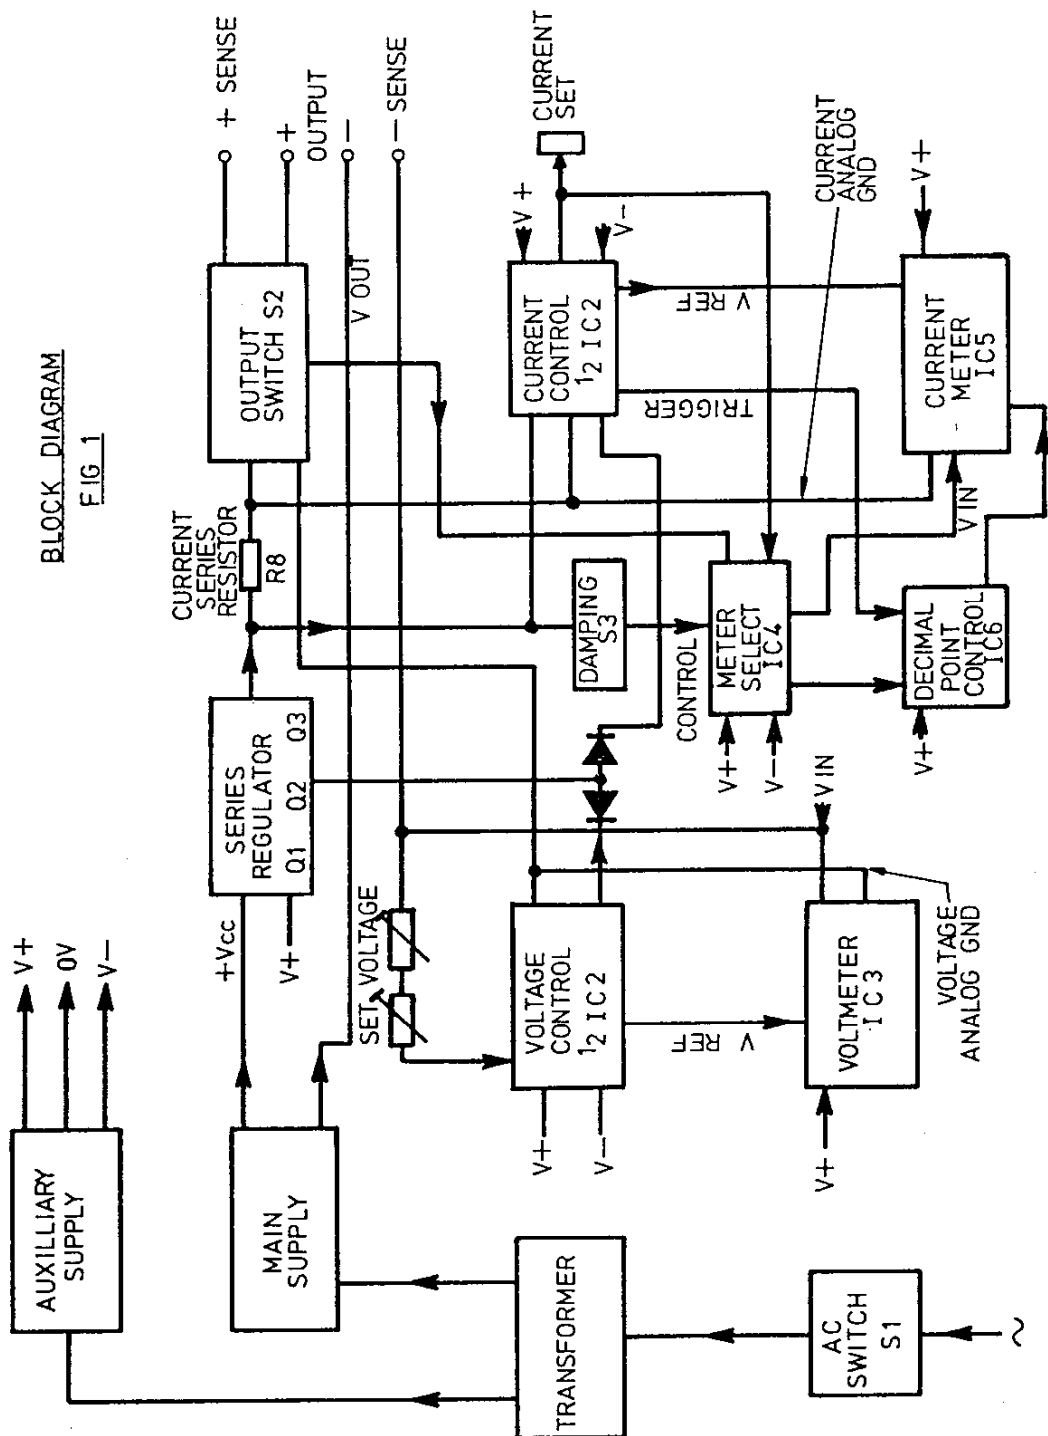 BLOCK DIAGRAM
FIG 1
AUXILLIARY
SUPPLY
V+
0V
V-
MAIN
SUPPLY
+Vcc
V+
SERIES
REGULATOR
Q1 Q2 Q3
CURRENT
SERIES
RESISTOR
R8
OUTPUT
SWITCH S2
+ SENSE
+
OUTPUT
-
- SENSE
V OUT
SET VOLTAGE
TRANSFORMER
AC
SWITCH
S1
~
VOLTAGE
CONTROL
½ IC2
V+
V-
V REF
VOLTMETER
IC3
V+
V IN
VOLTAGE
ANALOG GND
DAMPING
S3
CONTROL
METER
SELECT
IC4
V+
V-
DECIMAL
POINT
CONTROL
IC6
V+
CURRENT
CONTROL
½ IC2
V+
V-
CURRENT
SET
TRIGGER
V REF
CURRENT
METER
IC5
V+
V IN
CURRENT
ANALOG
GND